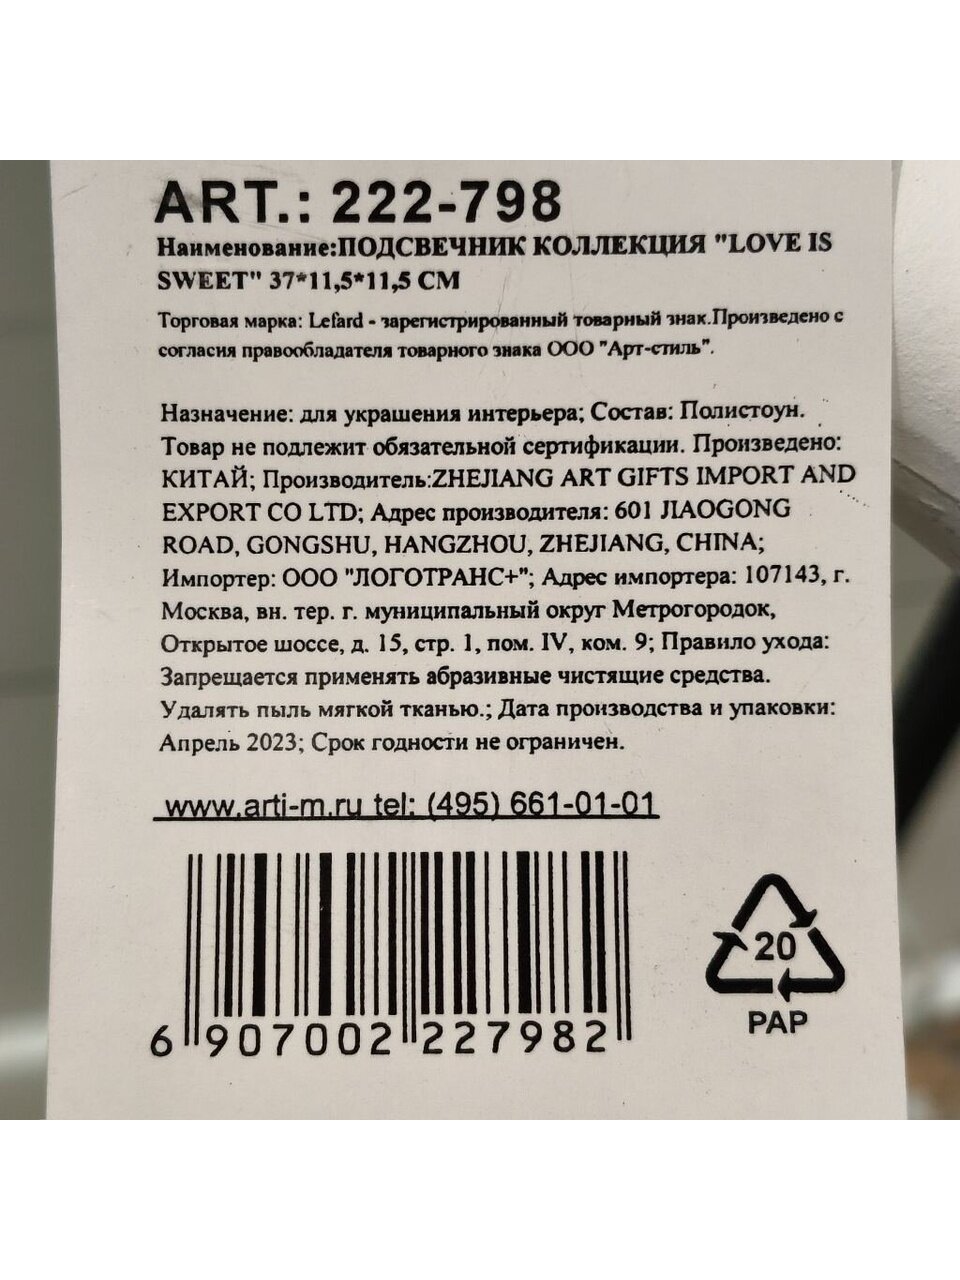 ART.: 222-798
Наименование:ПОДСВЕЧНИК КОЛЛЕКЦИЯ "LOVE IS
SWEET" 37*11,5*11,5 СМ
Торговая марка: Lefard - зарегистрированный товарный знак.Произведено с
согласия правообладателя товарного знака ООО "Арт-стиль".
Назначение: для украшения интерьера; Состав: Полистоун.
Товар не подлежит обязательной сертификации. Произведено:
КИТАЙ; Производитель:ZHEJIANG ART GIFTS IMPORT AND
EXPORT CO LTD; Адрес производителя: 601 JIAOGONG
ROAD, GONGSHU, HANGZHOU, ZHEJIANG, CHINA;
Импортер: ООО "ЛОГОТРАНС+"; Адрес импортера: 107143, г.
Москва, вн. тер. г. муниципальный округ Метрогородок,
Открытое шоссе, д. 15, стр. 1, пом. IV, ком. 9; Правило ухода:
Запрещается применять абразивные чистящие средства.
Удалять пыль мягкой тканью.; Дата производства и упаковки:
Апрель 2023; Срок годности не ограничен.
www.arti-m.ru tel: (495) 661-01-01
6 907002 227982
20
PAP